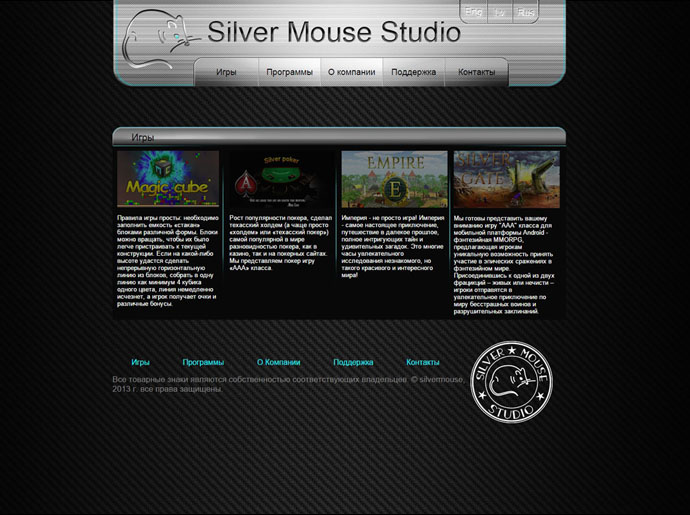 Eng
Rus
Silver Mouse Studio
Игры Программы О компании Поддержка Контакты
Игры
Magic cube
Правила игры просты: необходимо
заполнить емкость «стакан»
блоками различной формы. Блоки
можно вращать, чтобы их было
легче пристраивать к текущей
конструкции. Если на какой-либо
высоте удастся сделать
непрерывную горизонтальную
линию из блоков, собрать в одну
линию как минимум 4 кубика
одного цвета, линия немедленно
исчезнет, а игрок получает очки и
различные бонусы.
Silver poker
A
Рост популярности покера, сделал
техасский холдем (а чаще просто
«холдем» или «техасский покер»)
самой популярной в мире
разновидностью покера, как в
казино, так и на покерных сайтах.
Мы представляем покер игру
«ААА» класса.
EMPIRE
E
Империя - не просто игра! Империя
- самое настоящее приключение,
путешествие в далекое прошлое,
полное интригующих тайн и
удивительных загадок. Это многие
часы увлекательного
исследования незнакомого, но
такого красивого и интересного
мира!
SILVER
GATE
Мы готовы представить вашему
вниманию игру "ААА" класса для
мобильной платформы Android -
фэнтезийная MMORPG,
предлагающая игрокам
уникальную возможность принять
участие в эпических сражениях в
фэнтезийном мире.
Присоединившись к одной из двух
фракций – живых или нечисти –
игроки отправятся в
увлекательное приключение по
миру бесстрашных воинов и
разрушительных заклинаний.
Игры Программы О Компании Поддержка Контакты
Все товарные знаки являются собственностью соответствующих владельцев. © silvermouse,
2013 г. все права защищены.
SILVER ★ MOUSE
STUDIO